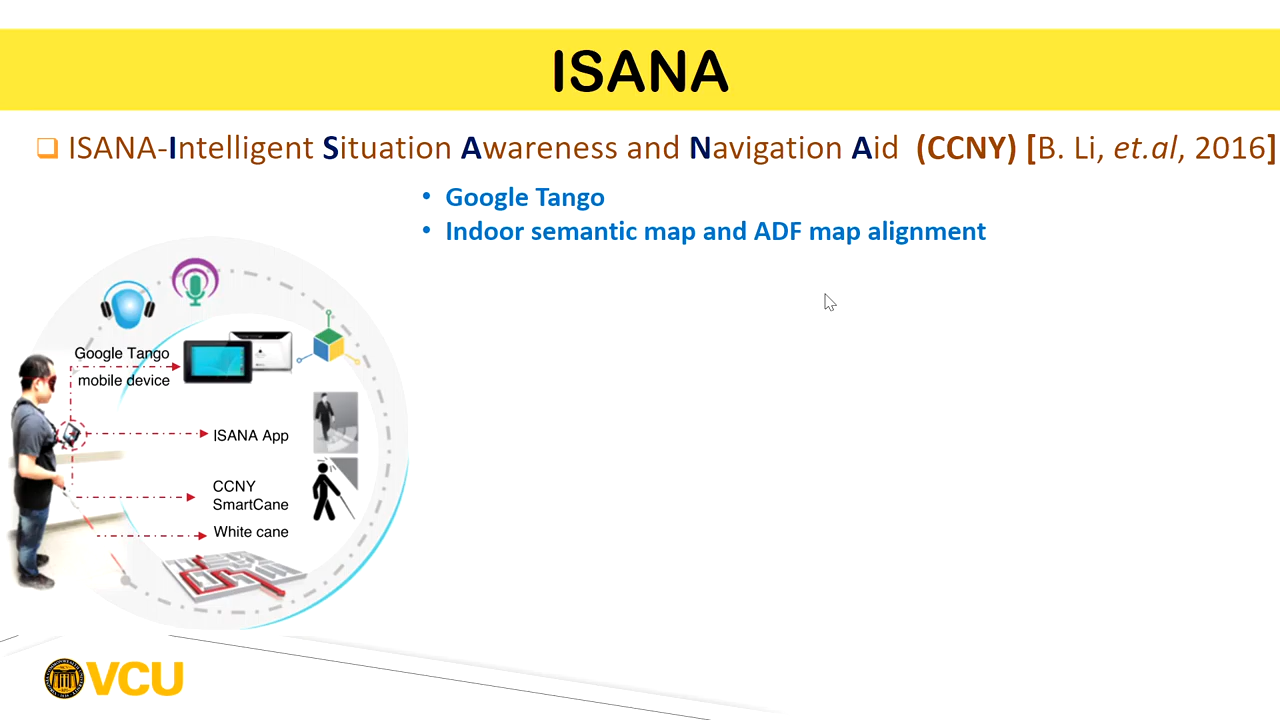 ISANA
ISANA-Intelligent Situation Awareness and Navigation Aid (CCNY) [B. Li, et.al, 2016]
• Google Tango
• Indoor semantic map and ADF map alignment
Google Tango
mobile device
ISANA App
CCNY
SmartCane
White cane
VCU